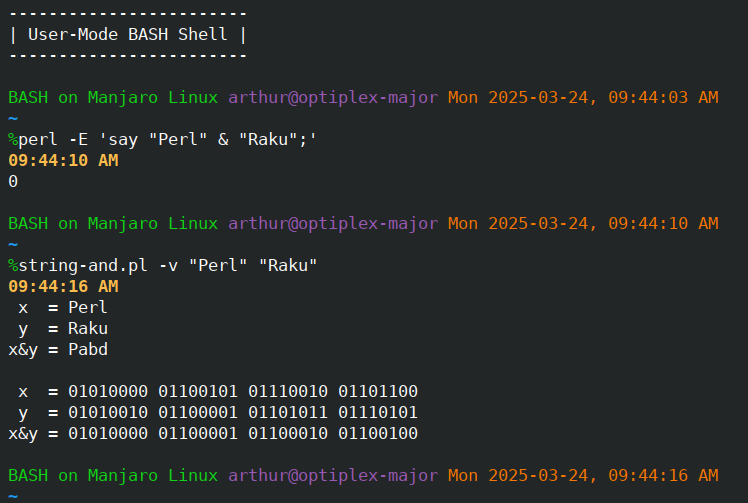 ------------------------
| User-Mode BASH Shell |
------------------------
BASH on Manjaro Linux arthur@optiplex-major Mon 2025-03-24, 09:44:03 AM
~
%perl -E 'say "Perl" & "Raku";'
09:44:10 AM
0
BASH on Manjaro Linux arthur@optiplex-major Mon 2025-03-24, 09:44:10 AM
~
%string-and.pl -v "Perl" "Raku"
09:44:16 AM
 x  = Perl
 y  = Raku
x&y = Pabd
 x  = 01010000 01100101 01110010 01101100
 y  = 01010010 01100001 01101011 01110101
x&y = 01010000 01100001 01100010 01100100
BASH on Manjaro Linux arthur@optiplex-major Mon 2025-03-24, 09:44:16 AM
~